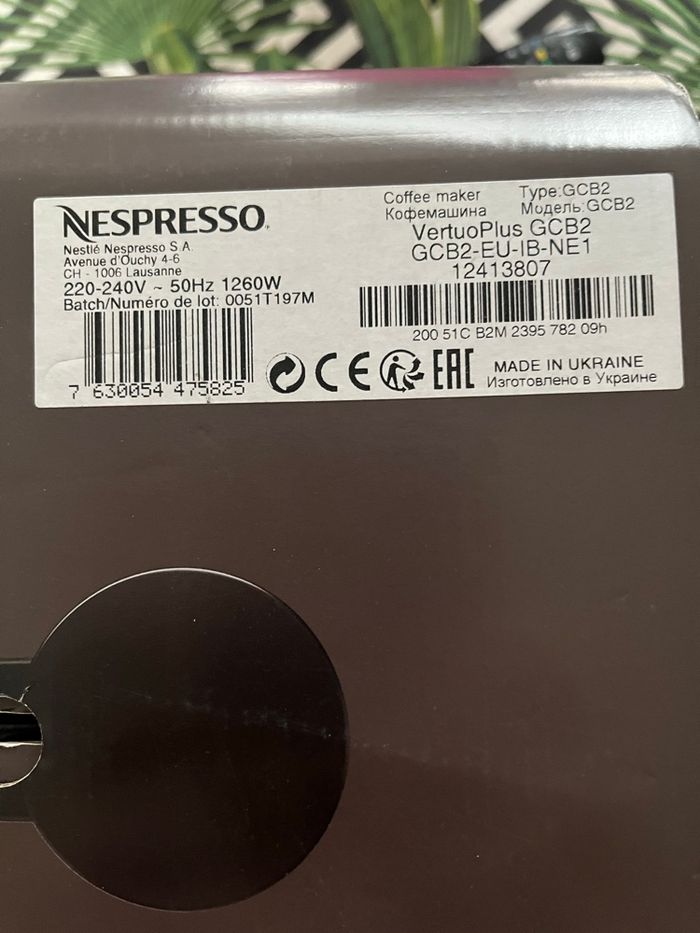 NESPRESSO
Nestlé Nespresso S.A.
Avenue d'Ouchy 4-6
CH - 1006 Lausanne
220-240V ~ 50Hz 1260W
Batch/Numéro de lot: 0051T197M
7 630054 475825
Coffee maker Type:GCB2
Кофемашина Модель:GCB2
VertuoPlus GCB2
GCB2-EU-IB-NE1
12413807
200 51C B2M 2395 782 09h
CE EAC
MADE IN UKRAINE
Изготовлено в Украине